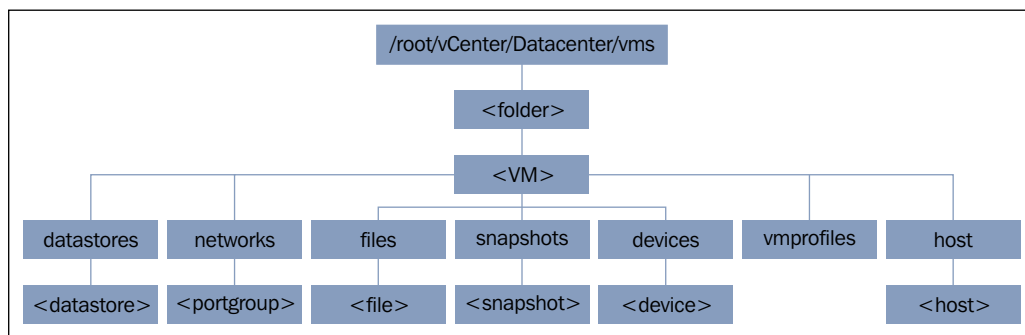 /root/vCenter/Datacenter/vms
<folder>
<VM>
datastores networks files snapshots devices vmprofiles host
<datastore> <portgroup> <file> <snapshot> <device> <host>